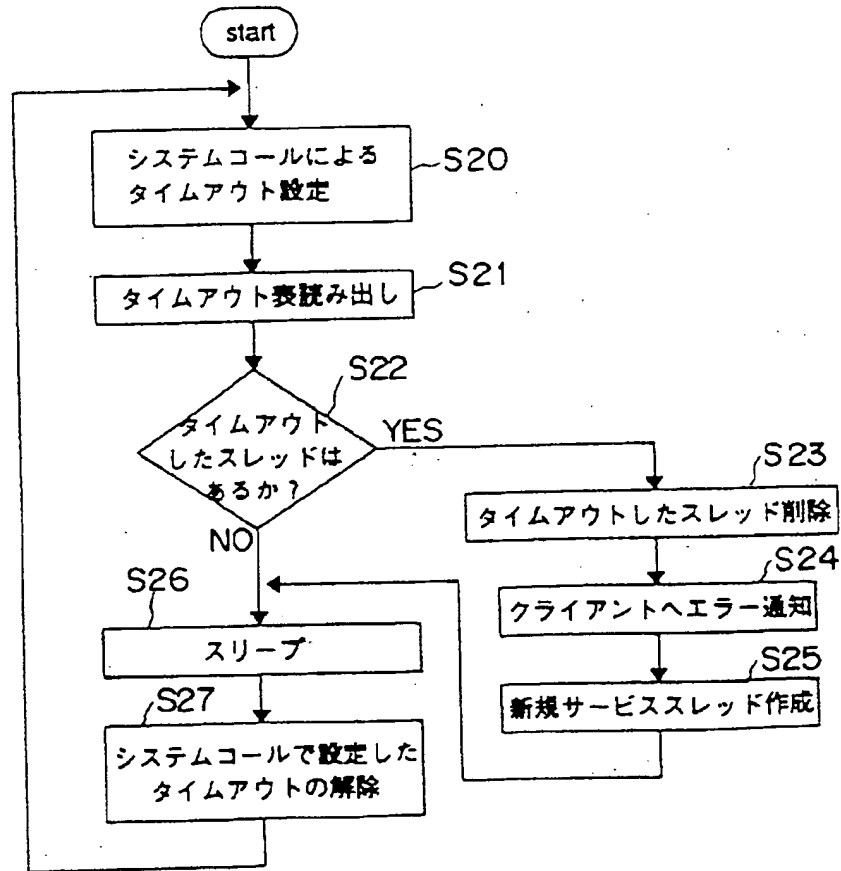 start
システムコールによる
タイムアウト設定
S20
タイムアウト表読み出し
S21
S22
タイムアウト
したスレッドは
あるか?
YES
NO
S23
タイムアウトしたスレッド削除
S24
クライアントへエラー通知
S25
新規サービススレッド作成
S26
スリープ
S27
システムコールで設定した
タイムアウトの解除